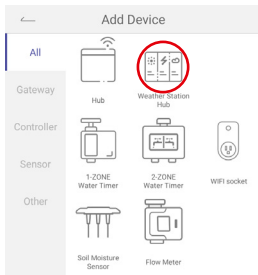 Add Device
All
Gateway
Controller
Sensor
Other
Hub
Weather Station
Hub
1-ZONE
Water Timer
2-ZONE
Water Timer
WIFI socket
Soil Moisture
Sensor
Flow Meter